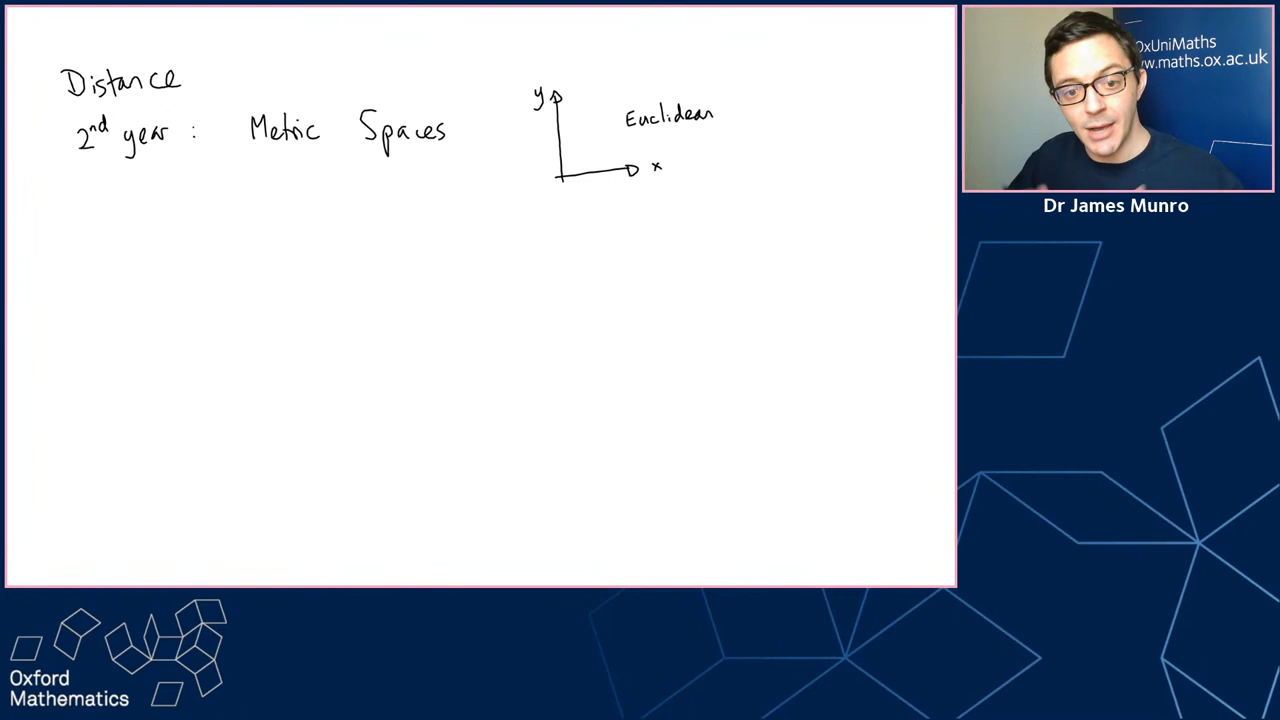 Distance
2nd year : Metric Spaces
y
Euclidean
x
OxUniMaths
www.maths.ox.ac.uk
Dr James Munro
Oxford
Mathematics